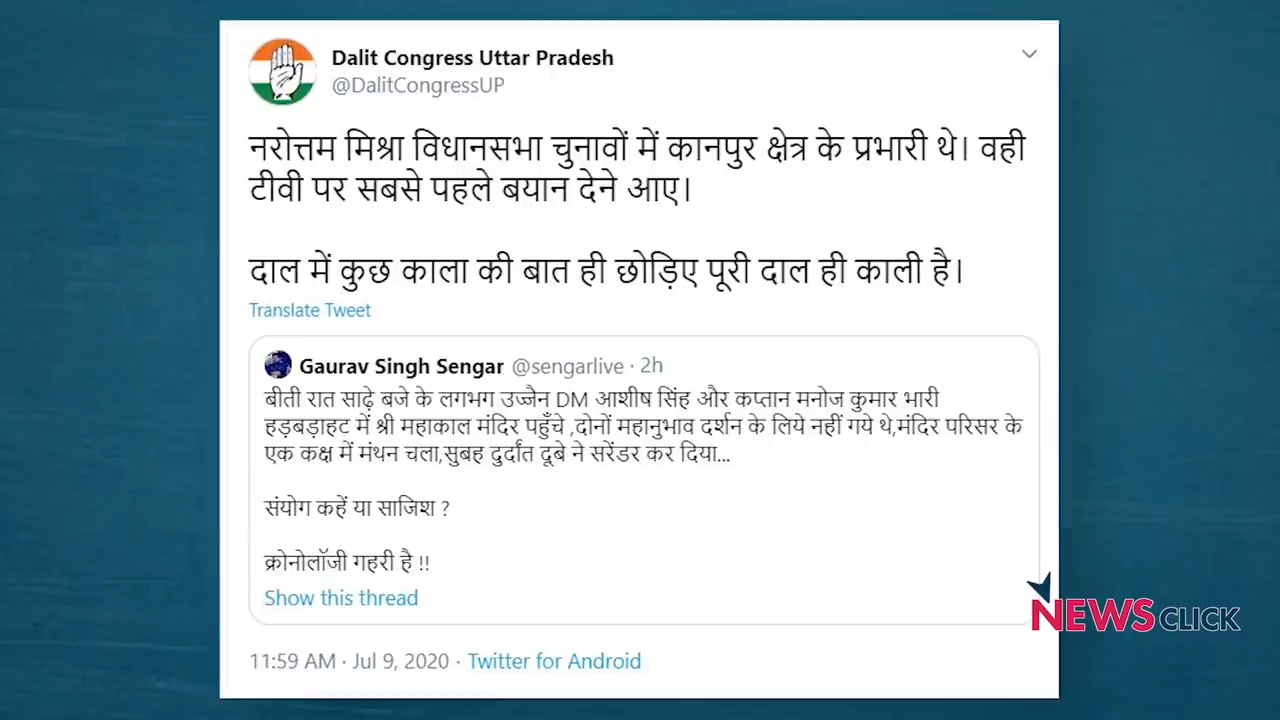 Dalit Congress Uttar Pradesh
@DalitCongressUP
नरोत्तम मिश्रा विधानसभा चुनावों में कानपुर क्षेत्र के प्रभारी थे। वही
टीवी पर सबसे पहले बयान देने आए।
दाल में कुछ काला की बात ही छोड़िए पूरी दाल ही काली है।
Translate Tweet
Gaurav Singh Sengar @sengarlive · 2h
बीती रात साढ़े बजे के लगभग उज्जैन DM आशीष सिंह और कप्तान मनोज कुमार भारी
हड़बड़ाहट में श्री महाकाल मंदिर पहुँचे ,दोनों महानुभाव दर्शन के लिये नहीं गये थे,मंदिर परिसर के
एक कक्ष में मंथन चला,सुबह दुर्दांत दूबे ने सरेंडर कर दिया...
संयोग कहें या साजिश ?
क्रोनोलॉजी गहरी है !!
Show this thread
NEWSCLICK
11:59 AM · Jul 9, 2020 · Twitter for Android